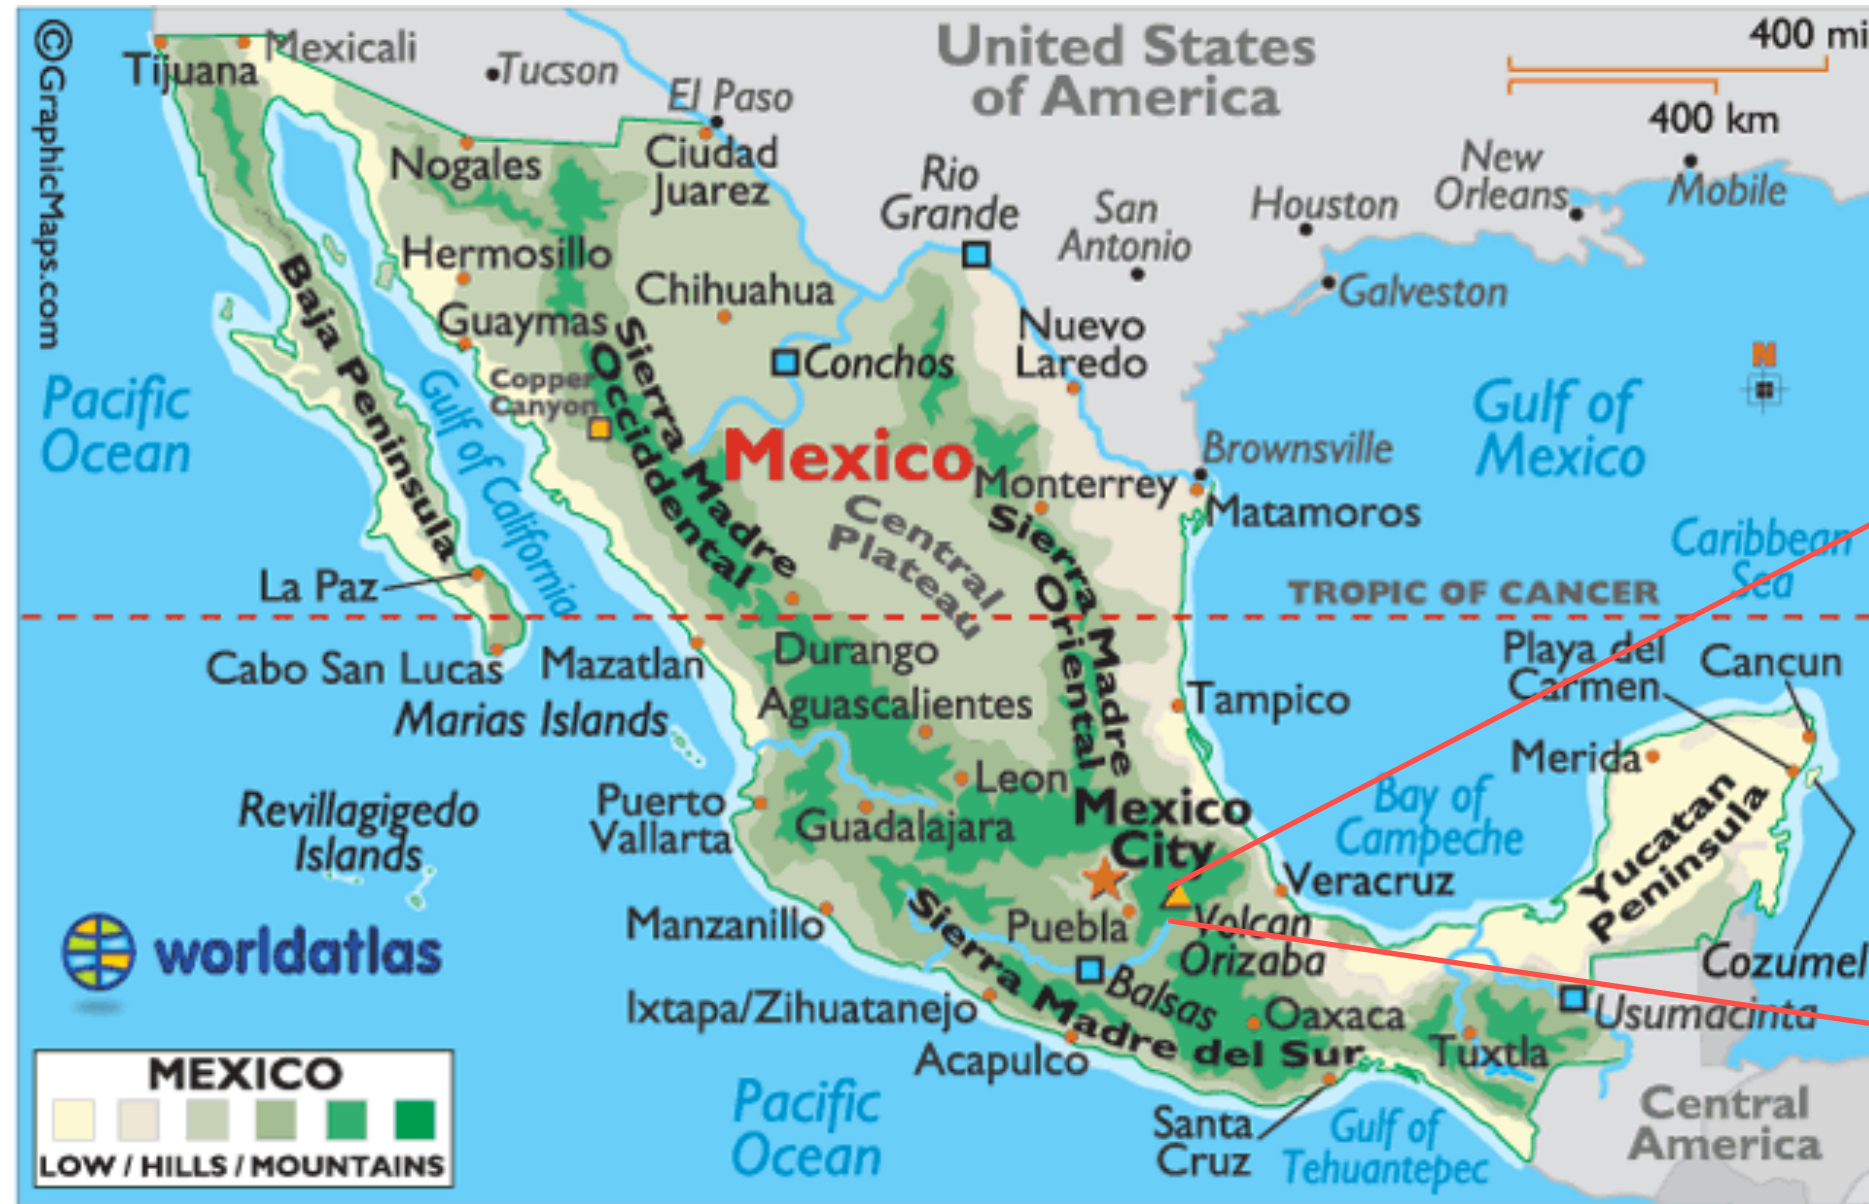 ©GraphicMaps.com
United States
of America
400 mi
400 km
Tijuana
Mexicali
Tucson
El Paso
Nogales
Ciudad
Juarez
Rio
Grande
San
Antonio
Houston
New
Orleans
Mobile
Galveston
Hermosillo
Chihuahua
Guaymas
Copper
Canyon
Conchos
Nuevo
Laredo
N
Pacific
Ocean
Baja Peninsula
Gulf of California
Sierra Madre
Occidental
Mexico
Central
Plateau
Monterrey
Brownsville
Matamoros
Gulf of
Mexico
Caribbean
Sea
La Paz
TROPIC OF CANCER
Cabo San Lucas
Mazatlan
Durango
Sierra Madre
Oriental
Marias Islands
Aguascalientes
Tampico
Playa del
Carmen
Cancun
Merida
Leon
Revillagigedo
Islands
Puerto
Vallarta
Guadalajara
Mexico
City
Bay of
Campeche
Yucatan
Peninsula
Veracruz
worldatlas
Manzanillo
Puebla
Volcan
Orizaba
Cozumel
Ixtapa/Zihuatanejo
Balsas
Sierra Madre del Sur
Oaxaca
Usumacinta
Acapulco
Tuxtla
MEXICO
LOW / HILLS / MOUNTAINS
Pacific
Ocean
Santa
Cruz
Gulf of
Tehuantepec
Central
America